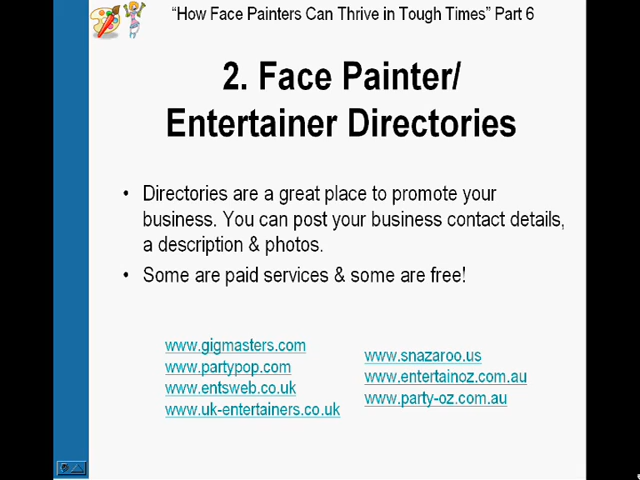 “How Face Painters Can Thrive in Tough Times” Part 6
2. Face Painter/
Entertainer Directories
• Directories are a great place to promote your
business. You can post your business contact details,
a description & photos.
• Some are paid services & some are free!
www.gigmasters.com
www.partypop.com
www.entsweb.co.uk
www.uk-entertainers.co.uk
www.snazaroo.us
www.entertainoz.com.au
www.party-oz.com.au